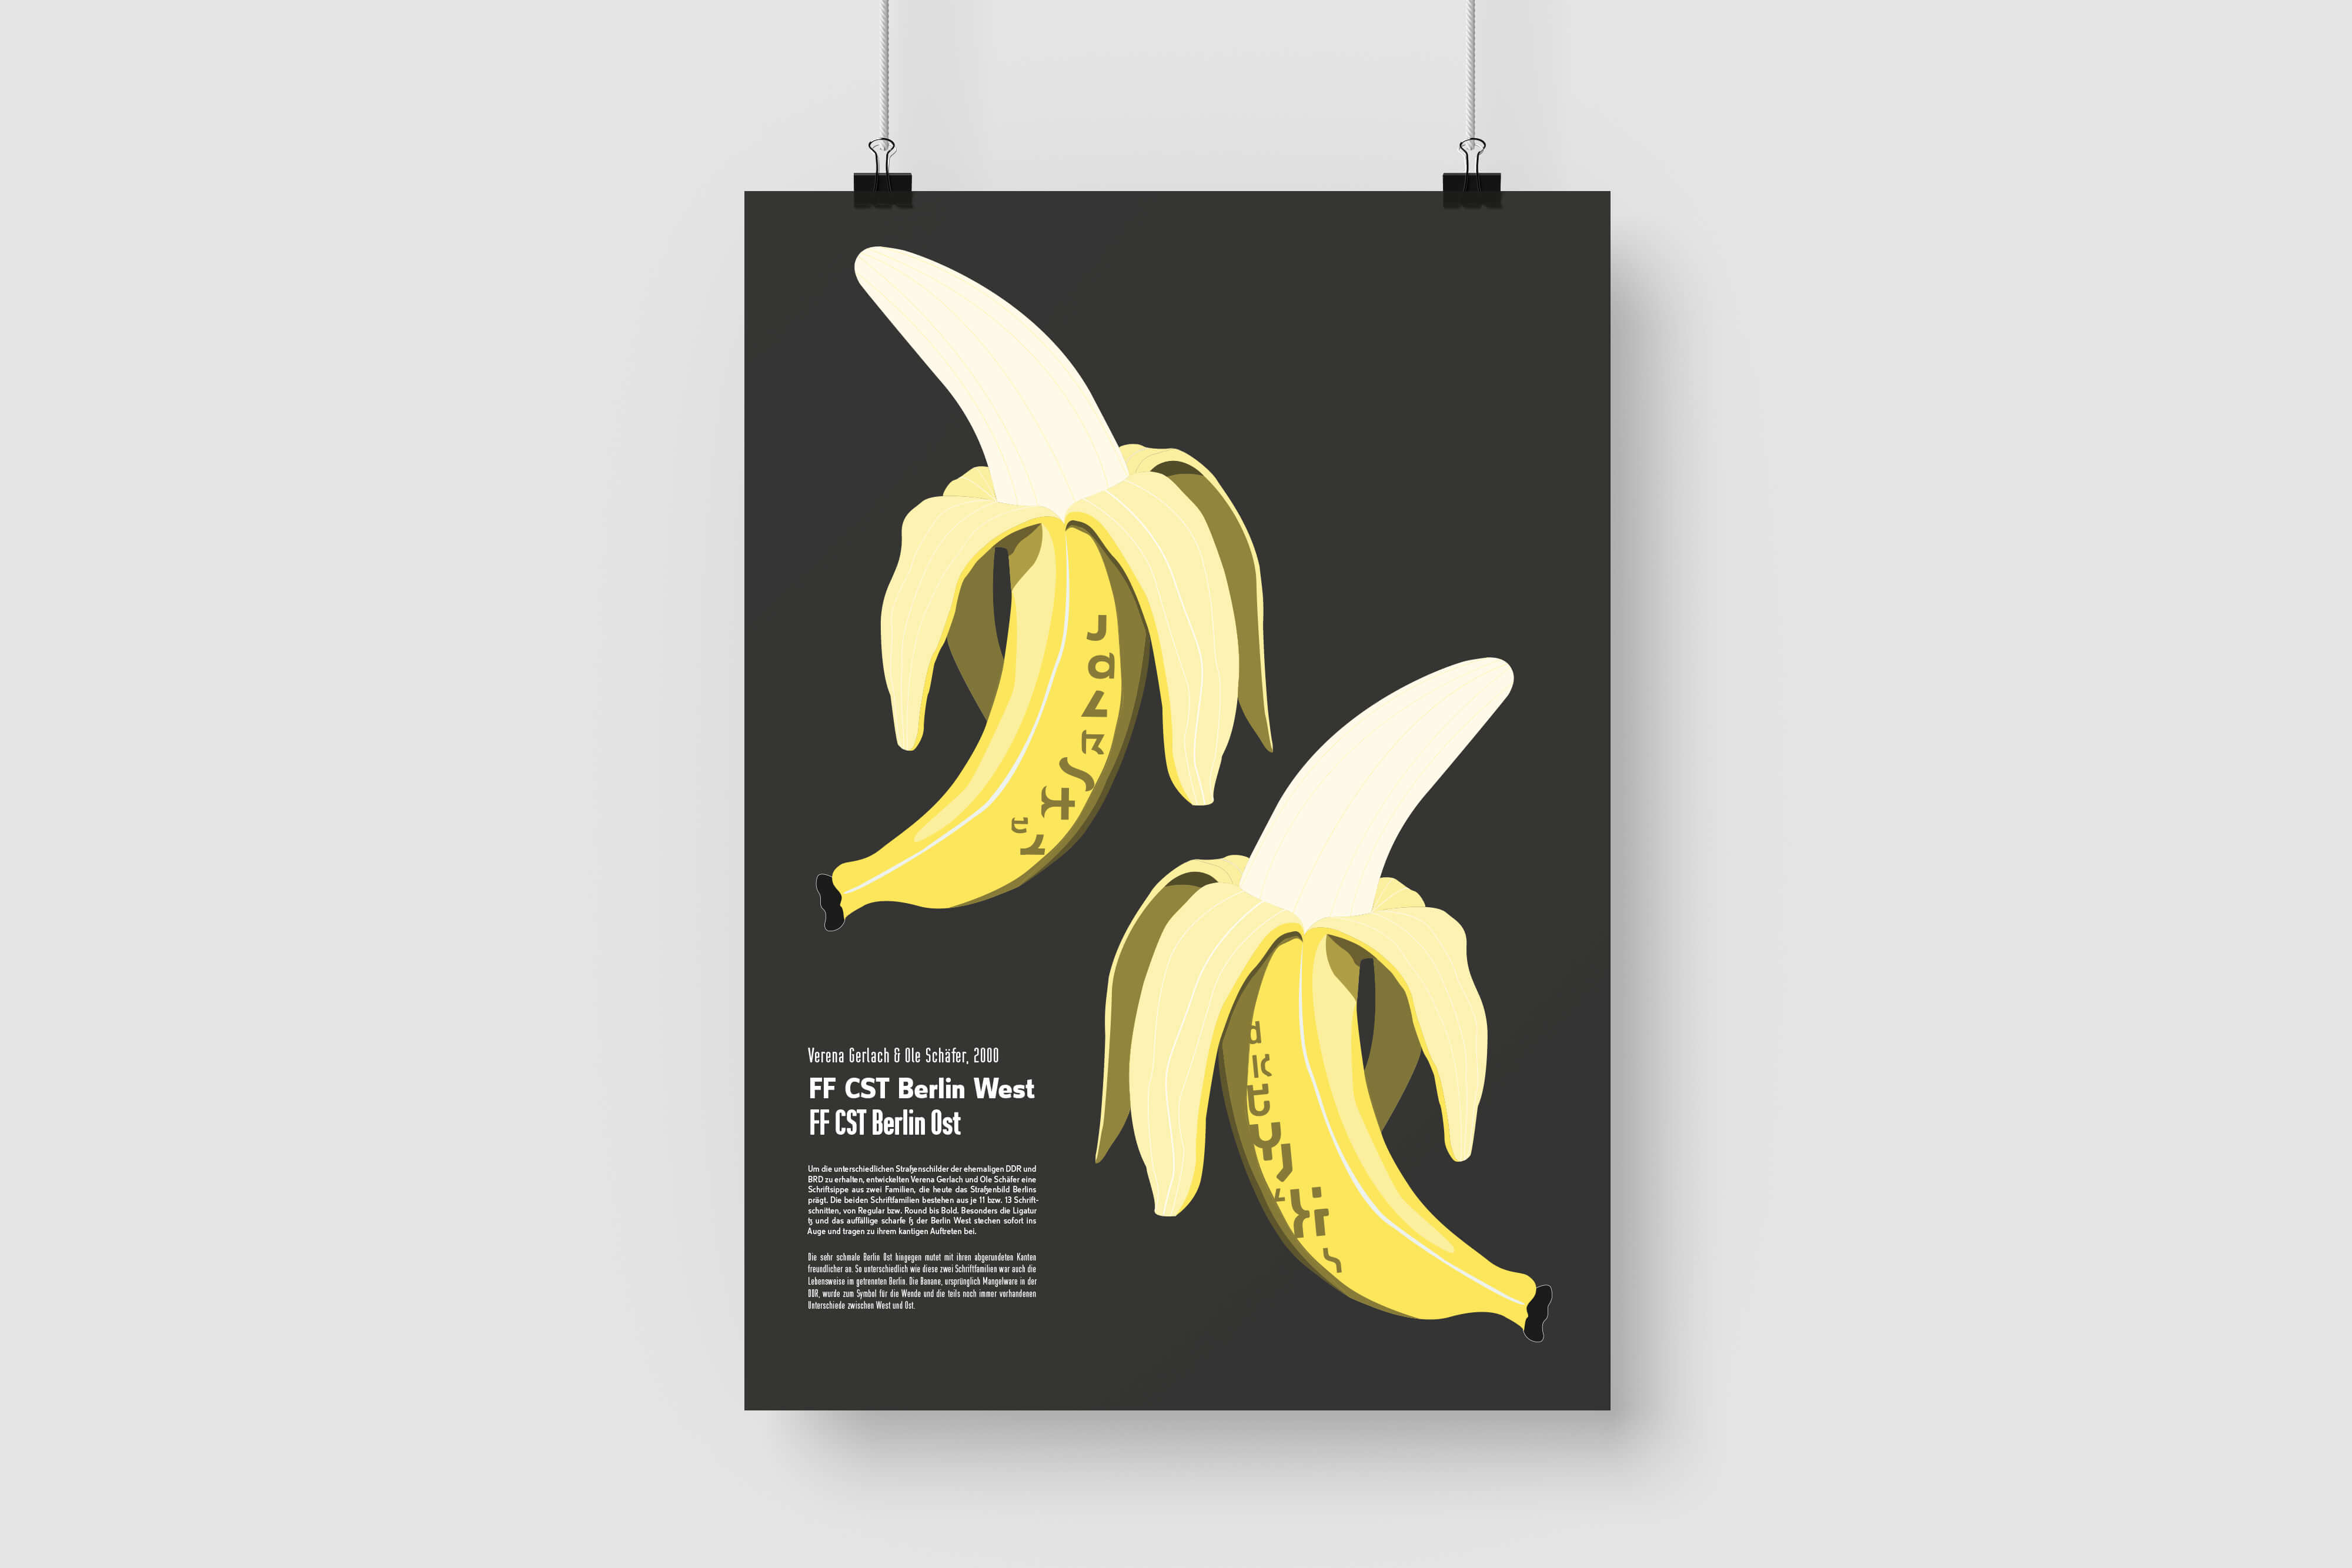 Verena Gerlach & Ole Schäfer, 2000
FF CST Berlin West
FF CST Berlin Ost
Um die unterschiedlichen Straßenschilder der ehemaligen DDR und
BRD zu erhalten, entwickelten Verena Gerlach und Ole Schäfer eine
Schriftsippe aus zwei Familien, die heute das Straßenbild Berlins
prägt. Die beiden Schriftfamilien bestehen aus je 11 bzw. 13 Schrift-
schnitten, von Regular bzw. Round bis Bold. Besonders die Ligatur
tz und das auffällige scharfe ß der Berlin West stechen sofort ins
Auge und tragen zu ihrem kantigen Auftreten bei.
Die sehr schmale Berlin Ost hingegen mutet mit ihren abgerundeten Kanten
freundlicher an. So unterschiedlich wie diese zwei Schriftfamilien war auch die
Lebensweise im getrennten Berlin. Die Banane, ursprünglich Mangelware in der
DDR, wurde zum Symbol für die Wende und die teils noch immer vorhandenen
Unterschiede zwischen West und Ost.